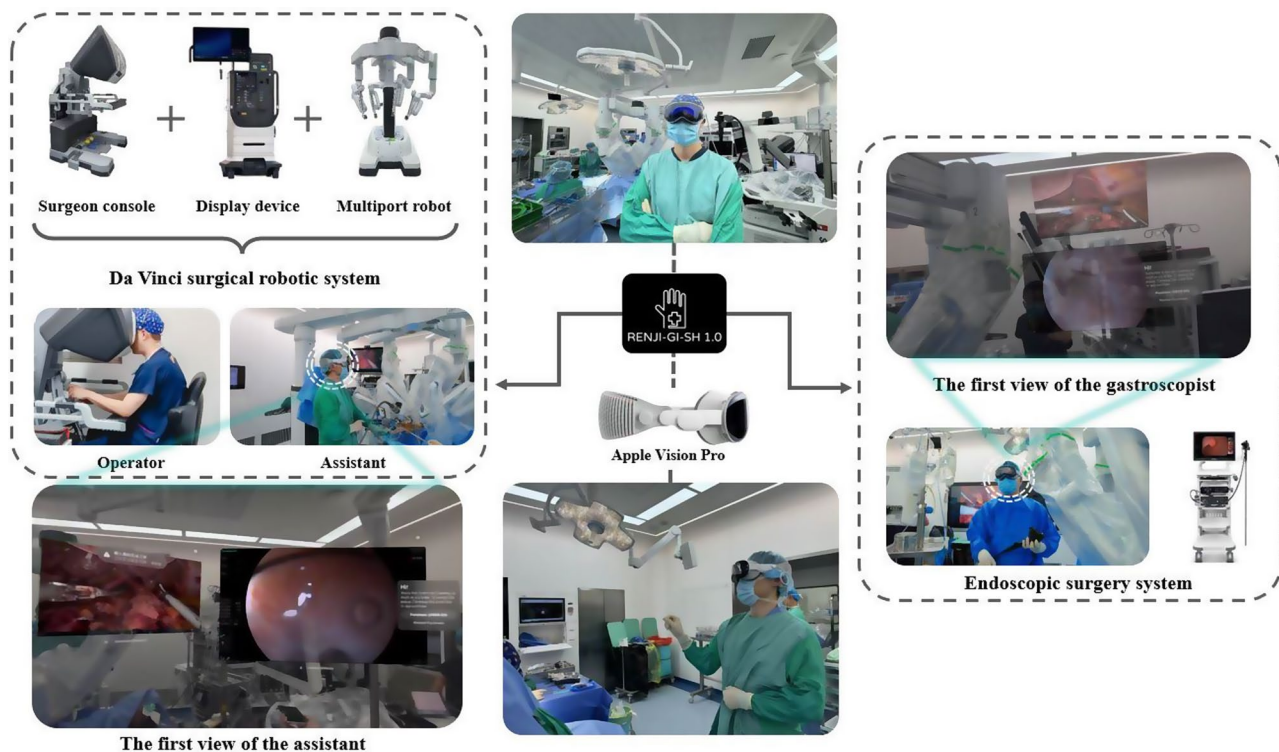 Surgeon console
Display device
Multiport robot
Da Vinci surgical robotic system
Operator
Assistant
The first view of the assistant
RENJI-GI-SH 1.0
Apple Vision Pro
Hi!
The first view of the gastroscopist
Endoscopic surgery system